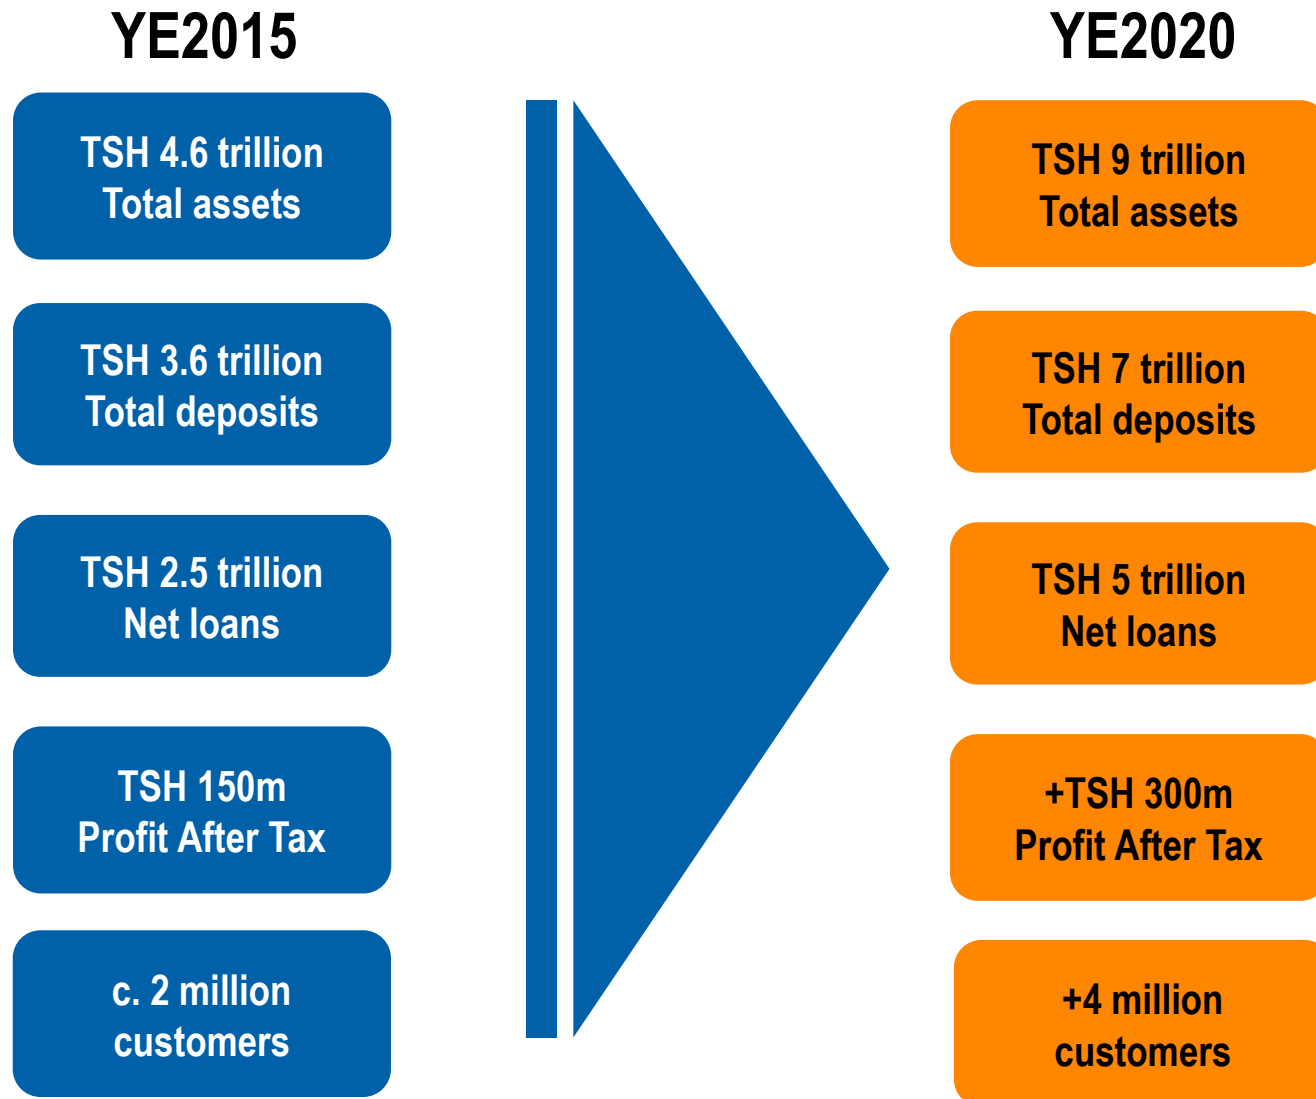 YE2015
YE2020
TSH 4.6 trillion
Total assets
TSH 9 trillion
Total assets
TSH 3.6 trillion
Total deposits
TSH 7 trillion
Total deposits
TSH 2.5 trillion
Net loans
TSH 5 trillion
Net loans
TSH 150m
Profit After Tax
+TSH 300m
Profit After Tax
c. 2 million
customers
+4 million
customers